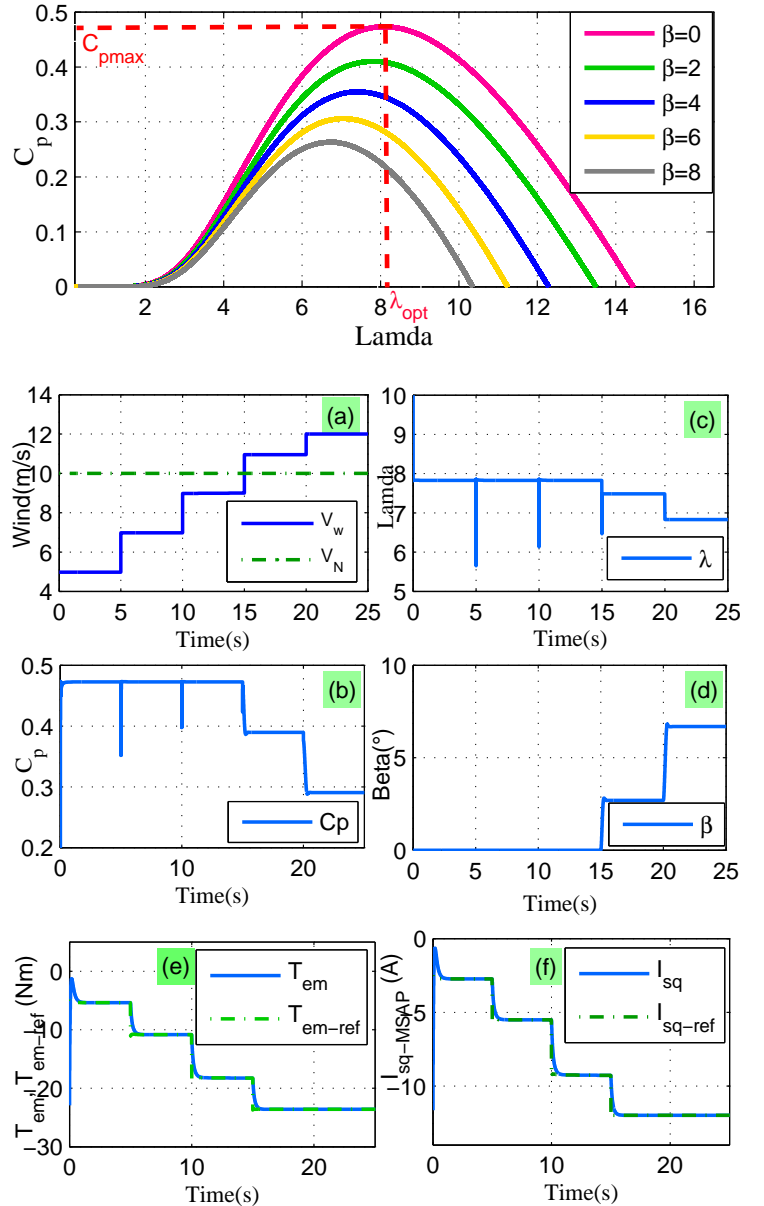 0.5
0.4
0.3
0.2
0.1
0
C_p
C_pmax
λ_opt
β=0
β=2
β=4
β=6
β=8
2 4 6 8 10 12 14 16
Lamda
14
12
10
8
6
4
Wind(m/s)
(a)
V_w
V_N
0 5 10 15 20 25
Time(s)
10
9
8
7
6
5
Lamda
(c)
λ
0 5 10 15 20 25
Time(s)
0.5
0.4
0.3
0.2
C_p
(b)
Cp
0 10 20
Time(s)
10
5
0
Beta(°)
(d)
β
0 5 10 15 20 25
Time(s)
0
−10
−20
−30
T_em, T_em−ref (Nm)
(e)
T_em
T_em−ref
0 10 20
Time(s)
0
−5
−10
I_sq−MSAP (A)
(f)
I_sq
I_sq−ref
0 10 20
Time(s)